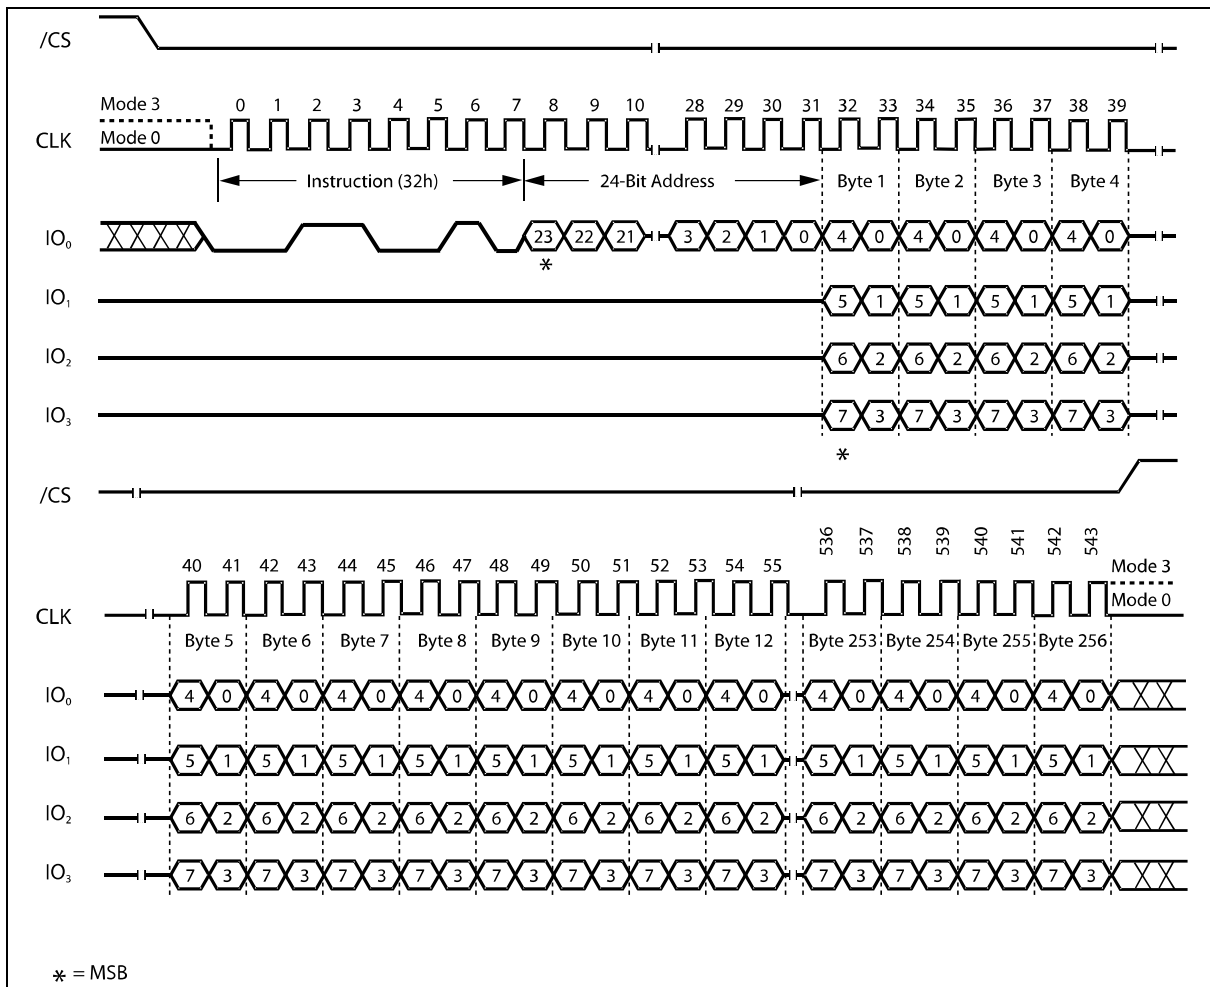 /CS
Mode 3
0 1 2 3 4 5 6 7 8 9 10 28 29 30 31 32 33 34 35 36 37 38 39
CLK
Mode 0
Instruction (32h) 24-Bit Address Byte 1 Byte 2 Byte 3 Byte 4
IO₀ 23 22 21 3 2 1 0 4 0 4 0 4 0 4 0
*
IO₁ 5 1 5 1 5 1 5 1
IO₂ 6 2 6 2 6 2 6 2
IO₃ 7 3 7 3 7 3 7 3
*
/CS
40 41 42 43 44 45 46 47 48 49 50 51 52 53 54 55 536 537 538 539 540 541 542 543
Mode 3
CLK
Mode 0
Byte 5 Byte 6 Byte 7 Byte 8 Byte 9 Byte 10 Byte 11 Byte 12 Byte 253 Byte 254 Byte 255 Byte 256
IO₀ 4 0 4 0 4 0 4 0 4 0 4 0 4 0 4 0 4 0 4 0 4 0 4 0
IO₁ 5 1 5 1 5 1 5 1 5 1 5 1 5 1 5 1 5 1 5 1 5 1 5 1
IO₂ 6 2 6 2 6 2 6 2 6 2 6 2 6 2 6 2 6 2 6 2 6 2 6 2
IO₃ 7 3 7 3 7 3 7 3 7 3 7 3 7 3 7 3 7 3 7 3 7 3 7 3
* = MSB